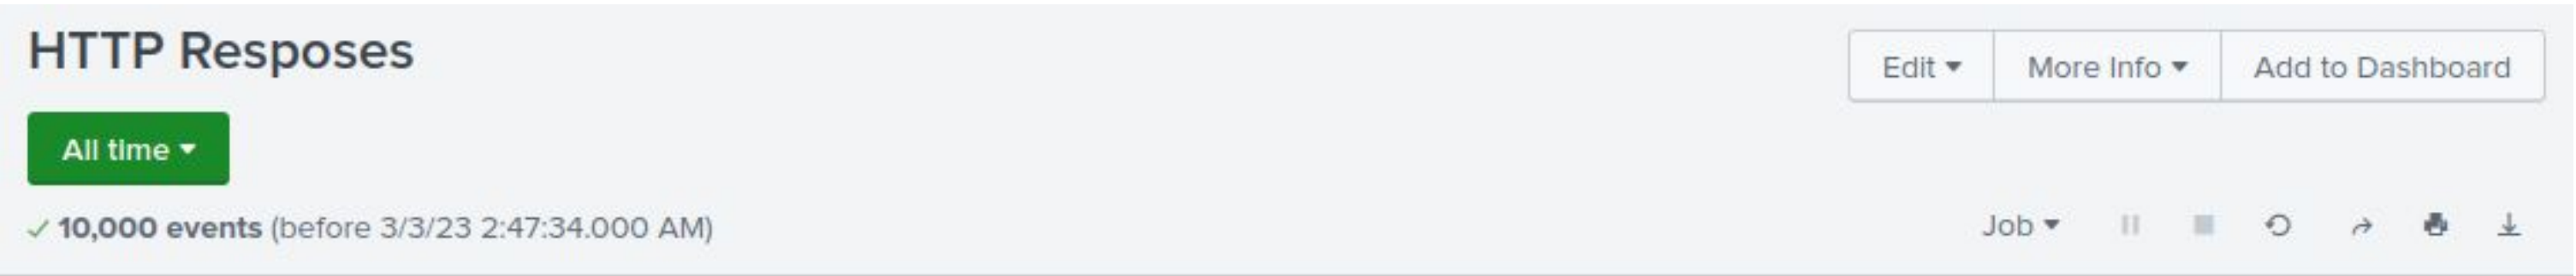 HTTP Resposes
Edit
More Info
Add to Dashboard
All time
10,000 events (before 3/3/23 2:47:34.000 AM)
Job